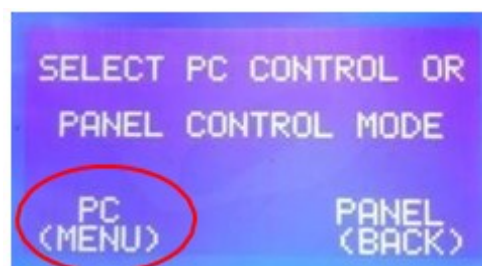 SELECT PC CONTROL OR
PANEL CONTROL MODE
PC PANEL
(MENU) (BACK)